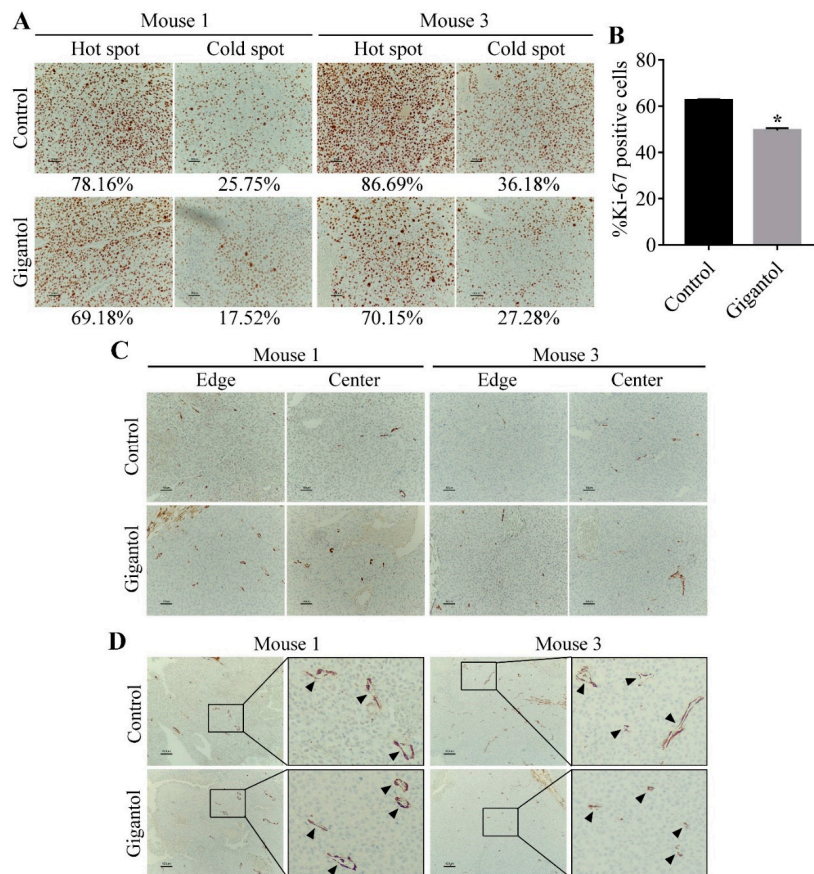 A
Mouse 1 Mouse 3
Hot spot Cold spot Hot spot Cold spot
Control
78.16% 25.75% 86.69% 36.18%
Gigantol
69.18% 17.52% 70.15% 27.28%
B
%Ki-67 positive cells
80
60
40
20
0
*
Control
Gigantol
C
Mouse 1 Mouse 3
Edge Center Edge Center
Control
Gigantol
D
Mouse 1 Mouse 3
Control
Gigantol